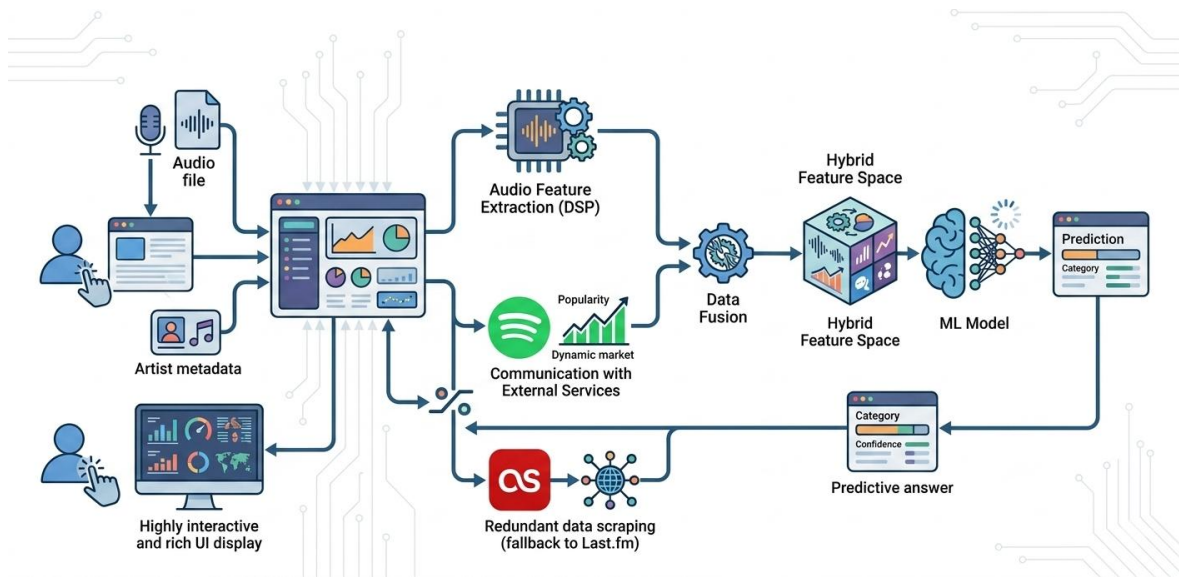 Audio
file
Artist metadata
Highly interactive
and rich UI display
Audio Feature
Extraction (DSP)
Popularity
Dynamic market
Communication with
External Services
Redundant data scraping
(fallback to Last.fm)
Data
Fusion
Hybrid
Feature Space
Hybrid
Feature Space
ML Model
Prediction
Category
Category
Confidence
Predictive answer